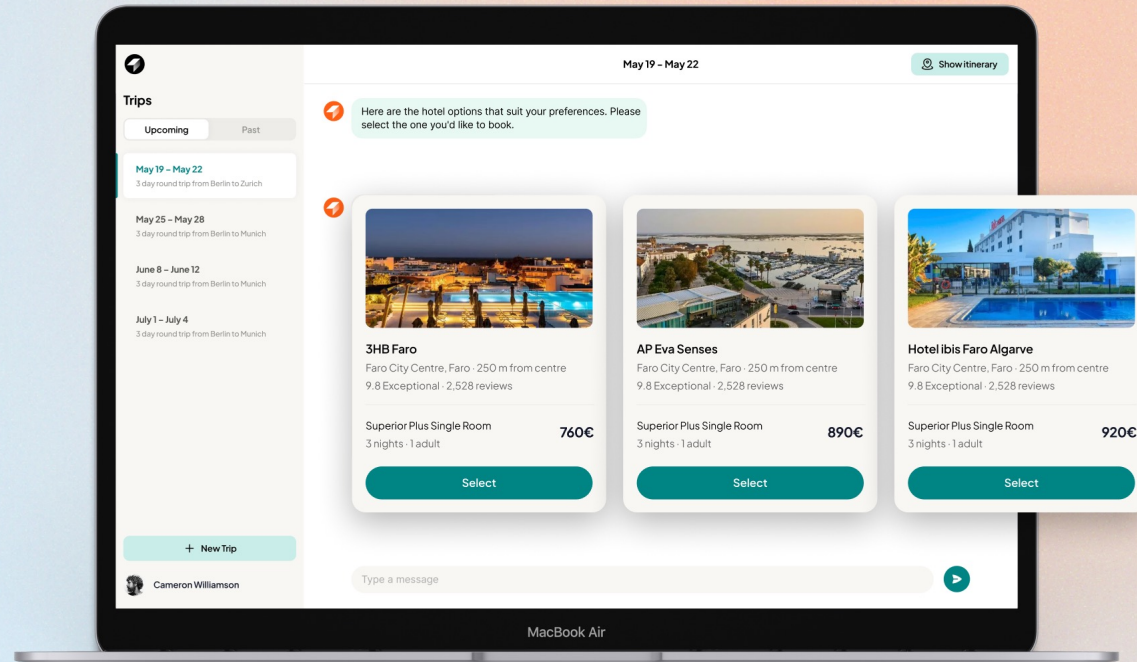 Trips
Upcoming
Past
May 19 – May 22
3 day round trip from Berlin to Zurich
May 25 – May 28
3 day round trip from Berlin to Munich
June 8 – June 12
3 day round trip from Berlin to Munich
July 1 – July 4
3 day round trip from Berlin to Munich
+ New Trip
Cameron Williamson
May 19 – May 22
Show itinerary
Here are the hotel options that suit your preferences. Please
select the one you'd like to book.
3HB Faro
Faro City Centre, Faro · 250 m from centre
9.8 Exceptional · 2,528 reviews
Superior Plus Single Room
3 nights · 1 adult
760€
Select
AP Eva Senses
Faro City Centre, Faro · 250 m from centre
9.8 Exceptional · 2,528 reviews
Superior Plus Single Room
3 nights · 1 adult
890€
Select
Hotel ibis Faro Algarve
Faro City Centre, Faro · 250 m from centre
9.8 Exceptional · 2,528 reviews
Superior Plus Single Room
3 nights · 1 adult
920€
Select
Type a message
MacBook Air